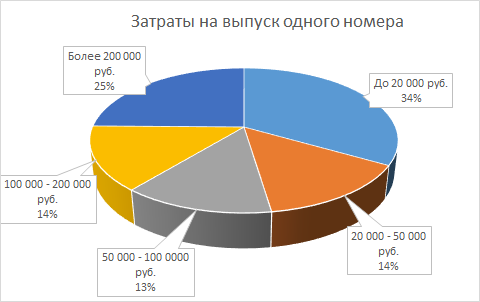 Затраты на выпуск одного номера
Более 200 000
руб.
25%
До 20 000 руб.
34%
100 000 - 200 000
руб.
14%
20 000 - 50 000
руб.
14%
50 000 - 100 0000
руб.
13%